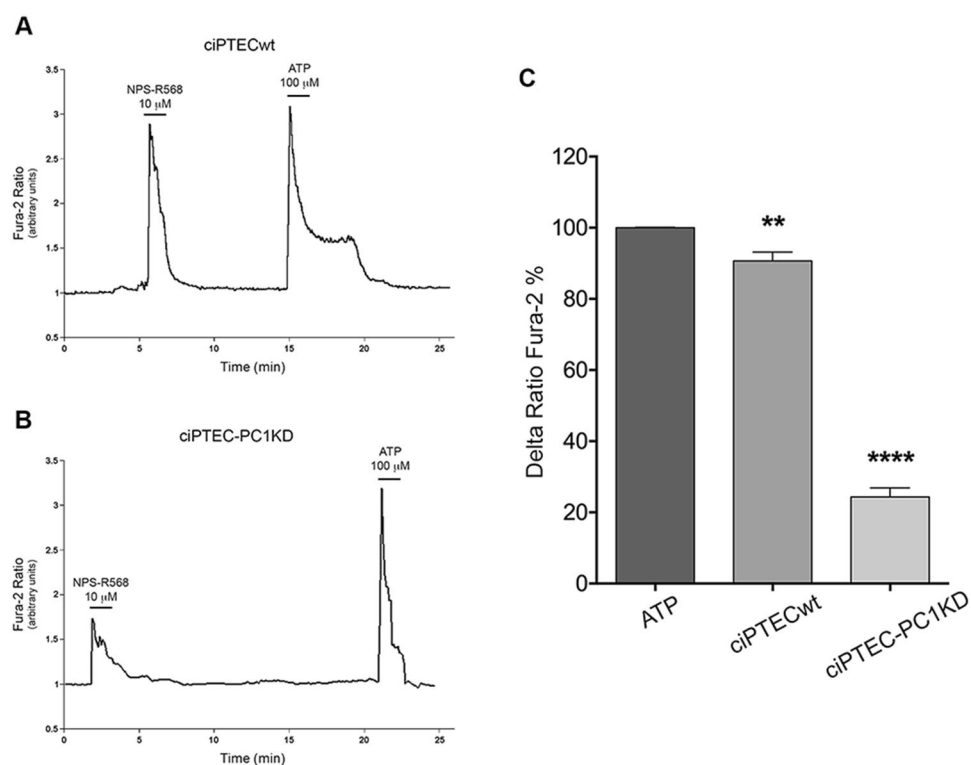 A
ciPTECwt
NPS-R568
10 μM
ATP
100 μM
3.5
3
2.5
2
1.5
1
0.5
Fura-2 Ratio
(arbitrary units)
0 5 10 15 20 25
Time (min)
B
ciPTEC-PC1KD
NPS-R568
10 μM
ATP
100 μM
3.5
3
2.5
2
1.5
1
0.5
Fura-2 Ratio
(arbitrary units)
0 5 10 15 20 25
Time (min)
C
120
100
80
60
40
20
0
Delta Ratio Fura-2 %
**
****
ATP
ciPTECwt
ciPTEC-PC1KD